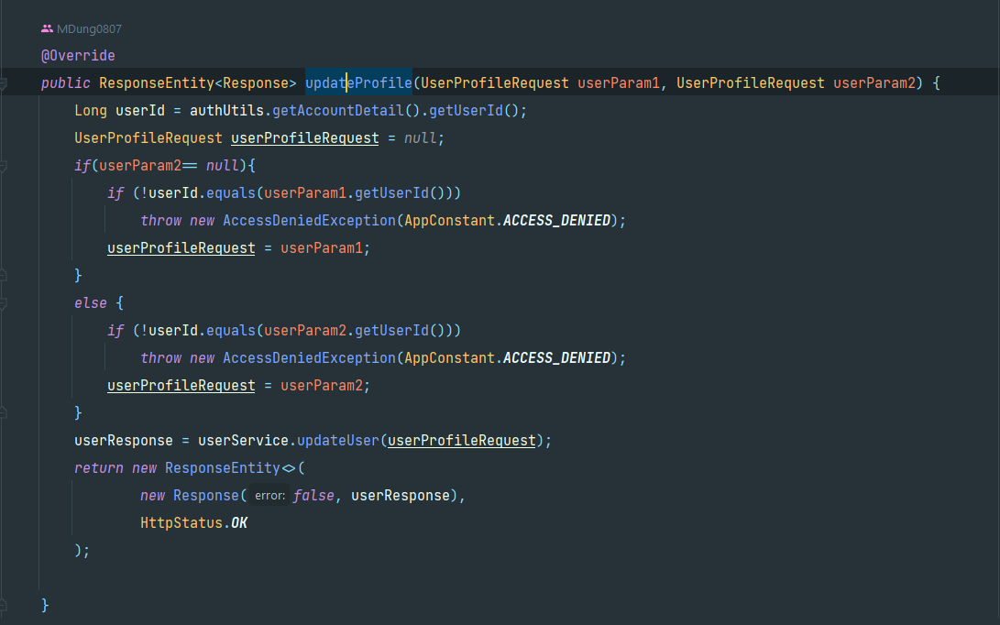 MDung0807
@Override
public ResponseEntity<Response> updateProfile(UserProfileRequest userParam1, UserProfileRequest userParam2) {
Long userId = authUtils.getAccountDetail().getUserId();
UserProfileRequest userProfileRequest = null;
if(userParam2== null){
if (!userId.equals(userParam1.getUserId()))
throw new AccessDeniedException(AppConstant.ACCESS_DENIED);
userProfileRequest = userParam1;
}
else {
if (!userId.equals(userParam2.getUserId()))
throw new AccessDeniedException(AppConstant.ACCESS_DENIED);
userProfileRequest = userParam2;
}
userResponse = userService.updateUser(userProfileRequest);
return new ResponseEntity<>(
new Response( error: false, userResponse),
HttpStatus.OK
);
}